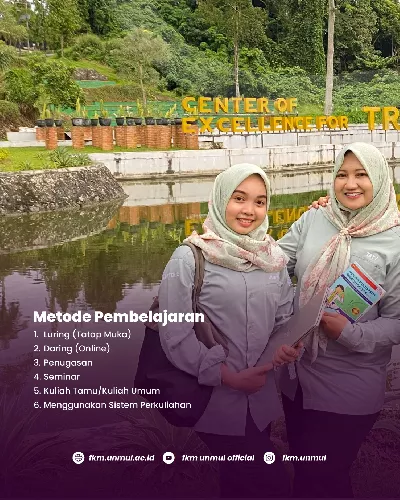 CENTER OF
EXCELLENCE FOR TR
Metode Pembelajaran
1. Luring (Tatap Muka)
2. Daring (Online)
3. Penugasan
4. Seminar
5. Kuliah Tamu/Kuliah Umum
6. Menggunakan Sistem Perkuliahan
fkm.unmul.ac.id
fkm unmul official
fkm.unmul